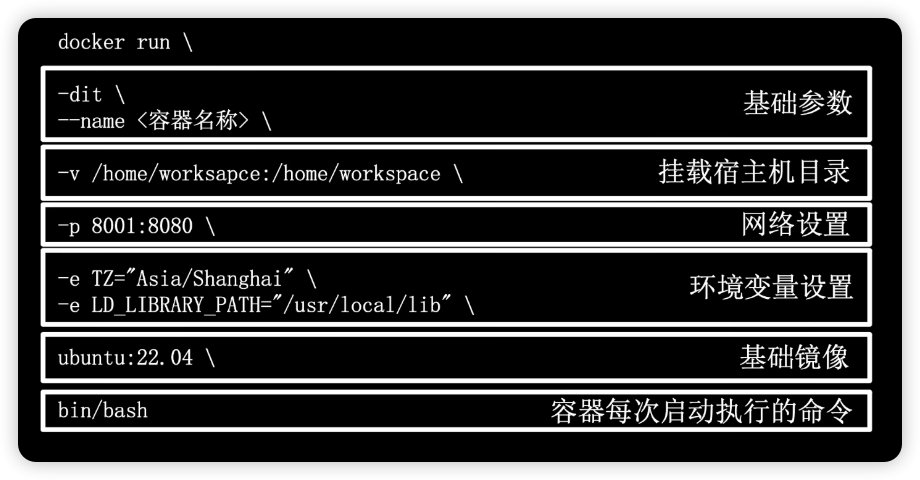 docker run \
-dit \
--name <容器名称> \
基础参数
-v /home/worksapce:/home/workspace \
挂载宿主机目录
-p 8001:8080 \
网络设置
-e TZ="Asia/Shanghai" \
-e LD_LIBRARY_PATH="/usr/local/lib" \
环境变量设置
ubuntu:22.04 \
基础镜像
bin/bash
容器每次启动执行的命令